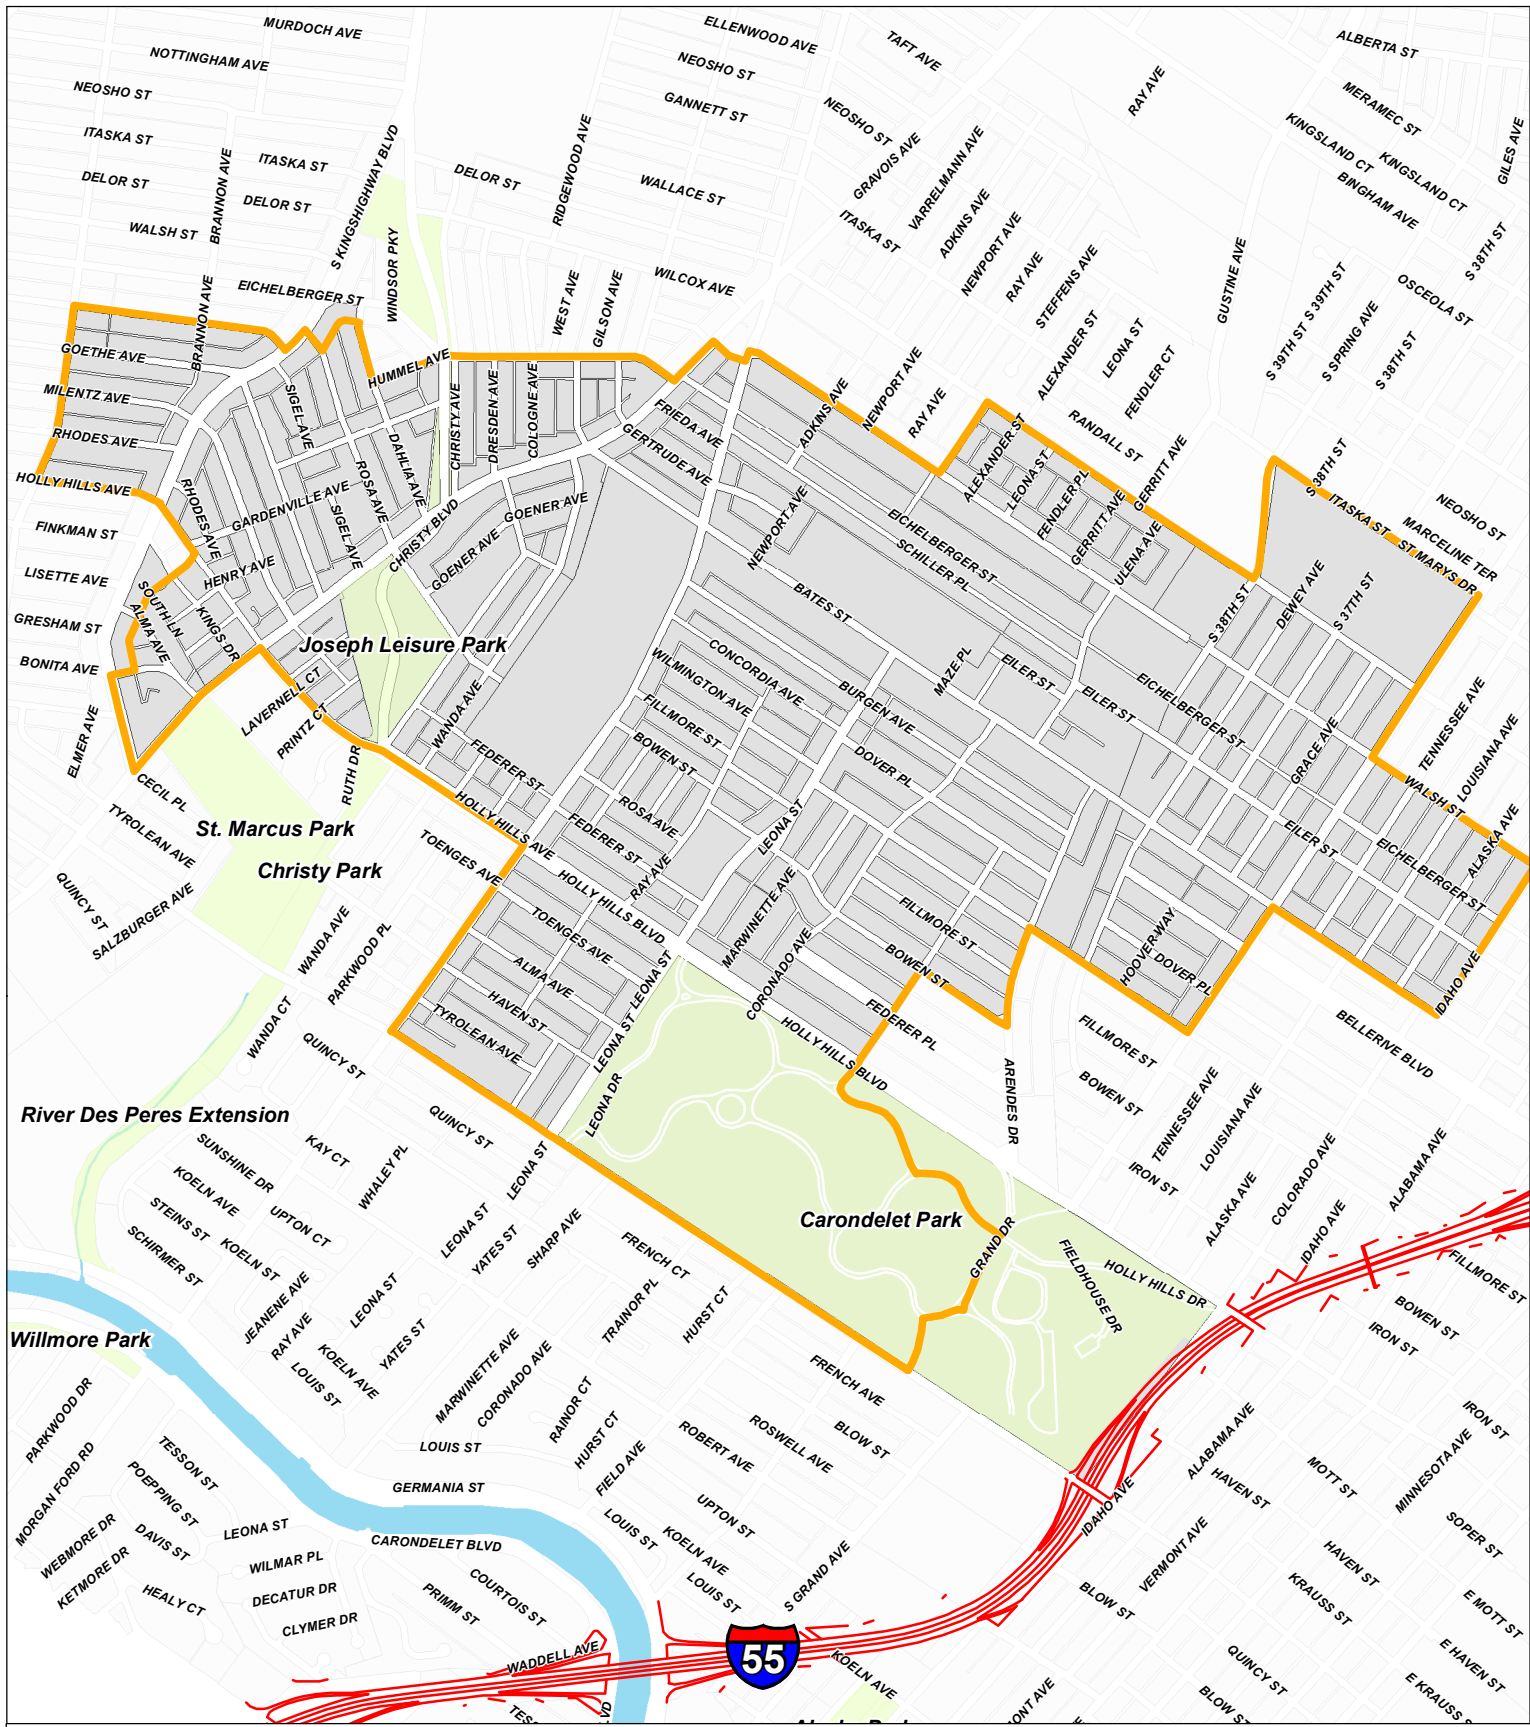 MURDOCH AVE
ELLENWOOD AVE
TAFT AVE
ALBERTA ST
NOTTINGHAM AVE
NEOSHO ST
RAY AVE
NEOSHO ST
GANNETT ST
NEOSHO ST
MERAMEC ST
KINGSLAND CT
KINGSLAND CT
BINGHAM AVE
GILES AVE
ITASKA ST
ITASKA ST
S KINGSHIGHWAY BLVD
RIDGEWOOD AVE
GRAVOIS AVE
VARRELMANN AVE
DELOR ST
DELOR ST
DELOR ST
BRANNON AVE
WALLACE ST
ITASKA ST
ADKINS AVE
NEWPORT AVE
RAY AVE
STEFFENS AVE
GUSTINE AVE
S 38TH ST
WALSH ST
WINDSOR PKY
WILCOX AVE
S 39TH ST
S 39TH ST
OSCEOLA ST
EICHELBERGER ST
BRANNON AVE
WEST AVE
GILSON AVE
ALEXANDER ST
LEONA ST
FENDLER CT
S SPRING AVE
S 38TH ST
GOETHE AVE
HUMMEL AVE
NEWPORT AVE
RAY AVE
RANDALL ST
MILENTZ AVE
SIGEL AVE
CHRISTY AVE
DRESDEN AVE
COLOGNE AVE
FRIEDA AVE
GERTRUDE AVE
ADKINS AVE
ALEXANDER ST
LEONA ST
FENDLER PL
GERRITT AVE
GERRITT AVE
S 38TH ST
RHODES AVE
DAHLIA AVE
ROSA AVE
HOLLY HILLS AVE
RHODES AVE
GARDENVILLE AVE
SIGEL AVE
CHRISTY BLVD
GOENER AVE
GOENER AVE
NEWPORT AVE
EICHELBERGER ST
SCHILLER PL
ULENA AVE
ITASKA ST
ST MARYS DR
MARCELINE TER
NEOSHO ST
FINKMAN ST
LISETTE AVE
HENRY AVE
SOUTH LN
ALMA AVE
KINGS DR
GRESHAM ST
BONITA AVE
BATES ST
S 38TH ST
DEWEY AVE
S 37TH ST
Joseph Leisure Park
LAVERNELL CT
PRINTZ CT
WANDA AVE
CONCORDIA AVE
WILMINGTON AVE
FILLMORE ST
BOWEN ST
BURGEN AVE
MAZE PL
EILER ST
EILER ST
EICHELBERGER ST
GRACE AVE
TENNESSEE AVE
LOUISIANA AVE
ELMER AVE
CECIL PL
RUTH DR
FEDERER ST
HOLLY HILLS AVE
DOVER PL
WALSH ST
ALASKA AVE
TYROLEAN AVE
St. Marcus Park
Christy Park
TOENGES AVE
FEDERER ST
ROSA AVE
RAY AVE
LEONA ST
EILER ST
EICHELBERGER ST
QUINCY ST
SALZBURGER AVE
WANDA AVE
PARKWOOD PL
HOLLY HILLS BLVD
TOENGES AVE
ALMA AVE
HAVEN ST
TYROLEAN AVE
MARWINETTE AVE
CORONADO AVE
FILLMORE ST
BOWEN ST
HOOVER WAY
DOVER PL
IDAHO AVE
LEONA ST
LEONA ST
LEONA DR
WANDA CT
QUINCY ST
HOLLY HILLS BLVD
FEDERER PL
FILLMORE ST
BOWEN ST
ARENDES DR
BELLERIVE BLVD
River Des Peres Extension
SUNSHINE DR
KOELN AVE
STEINS ST
SCHIRMER ST
KAY CT
WHALEY PL
QUINCY ST
LEONA ST
UPTON CT
KOELN ST
LEONA ST
YATES ST
SHARP AVE
TENNESSEE AVE
LOUISIANA AVE
IRON ST
ALASKA AVE
COLORADO AVE
IDAHO AVE
ALABAMA AVE
Carondelet Park
GRAND DR
FIELDHOUSE DR
HOLLY HILLS DR
FRENCH CT
FILLMORE ST
BOWEN ST
IRON ST
Willmore Park
JEANENE AVE
RAY AVE
LEONA ST
YATES ST
KOELN AVE
LOUIS ST
TRAINOR PL
HURST CT
MARWINETTE AVE
CORONADO AVE
RAINOR CT
HURST CT
FIELD AVE
FRENCH AVE
BLOW ST
ROSWELL AVE
ROBERT AVE
PARKWOOD DR
MORGAN FORD RD
TESSON ST
POEPPING ST
DAVIS ST
WEBMORE DR
KETMORE DR
HEALY CT
LOUIS ST
GERMANIA ST
CARONDELET BLVD
LEONA ST
WILMAR PL
DECATUR DR
CLYMER DR
PRIMM ST
COURTOIS ST
LOUIS ST
UPTON ST
KOELN AVE
LOUIS ST
S GRAND AVE
IDAHO AVE
ALABAMA AVE
HAVEN ST
VERMONT AVE
MOTT ST
MINNESOTA AVE
IRON ST
SOPER ST
HAVEN ST
KRAUSS ST
BLOW ST
E MOTT ST
E HAVEN ST
E KRAUSS S
QUINCY ST
BLOW ST
WADDELL AVE
55
KOELN AVE
TES
VD
ONT AVE